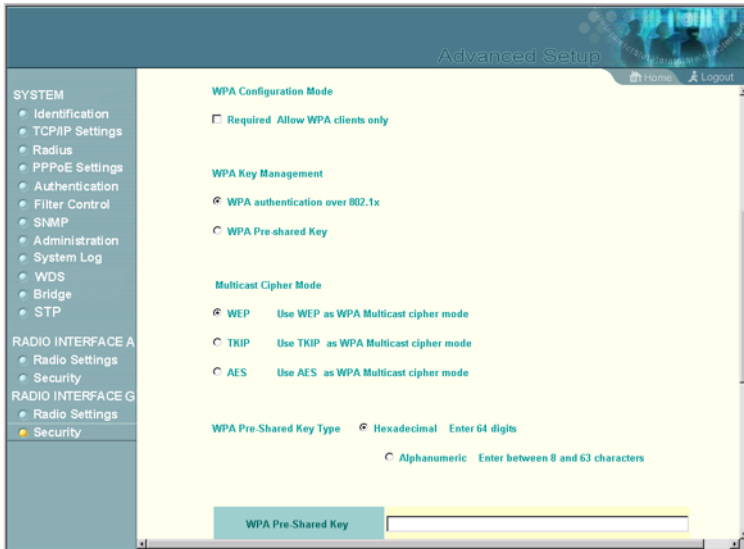 Advanced Setup
Home
Logout
SYSTEM
Identification
TCP/IP Settings
Radius
PPPoE Settings
Authentication
Filter Control
SNMP
Administration
System Log
WDS
Bridge
STP
RADIO INTERFACE A
Radio Settings
Security
RADIO INTERFACE G
Radio Settings
Security
WPA Configuration Mode
Required Allow WPA clients only
WPA Key Management
WPA authentication over 802.1x
WPA Pre-shared Key
Multicast Cipher Mode
WEP Use WEP as WPA Multicast cipher mode
TKIP Use TKIP as WPA Multicast cipher mode
AES Use AES as WPA Multicast cipher mode
WPA Pre-Shared Key Type Hexadecimal Enter 64 digits
Alphanumeric Enter between 8 and 63 characters
WPA Pre-Shared Key